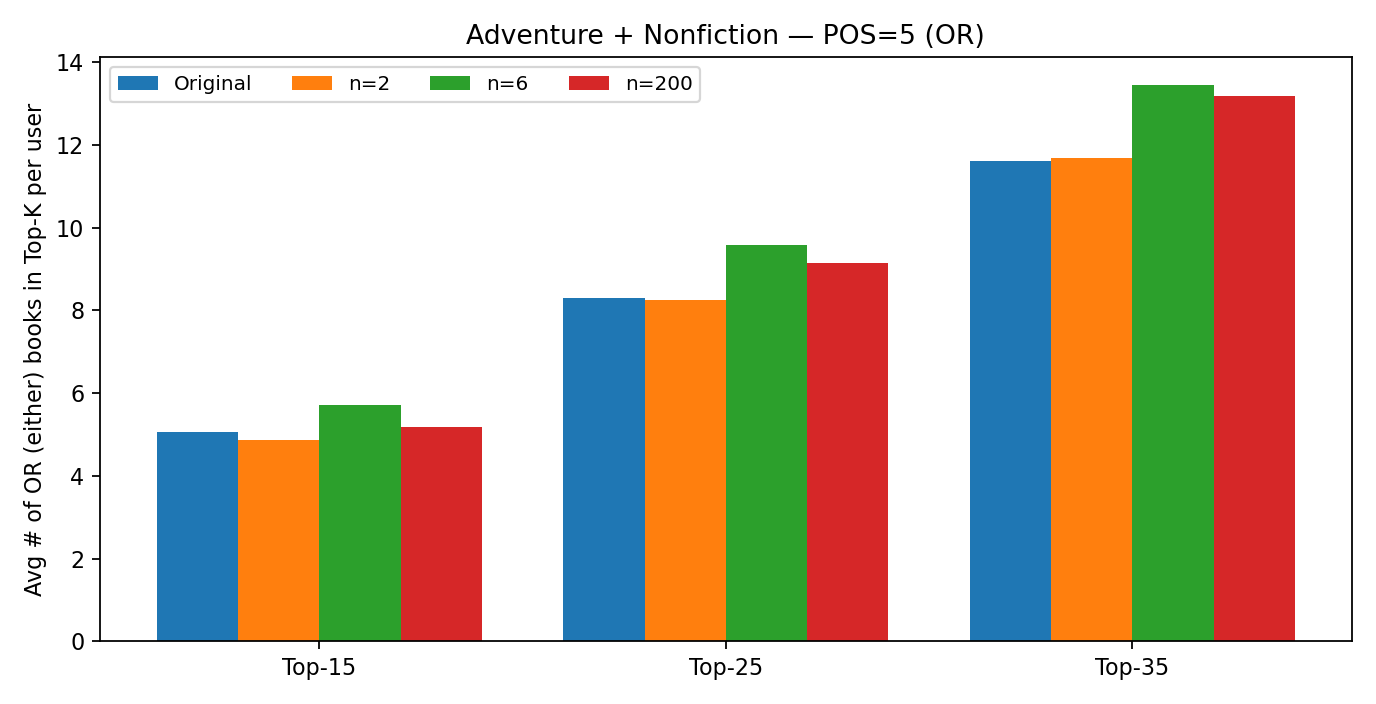 Adventure + Nonfiction — POS=5 (OR)
Original n=2 n=6 n=200
Avg # of OR (either) books in Top-K per user
14
12
10
8
6
4
2
0
Top-15 Top-25 Top-35